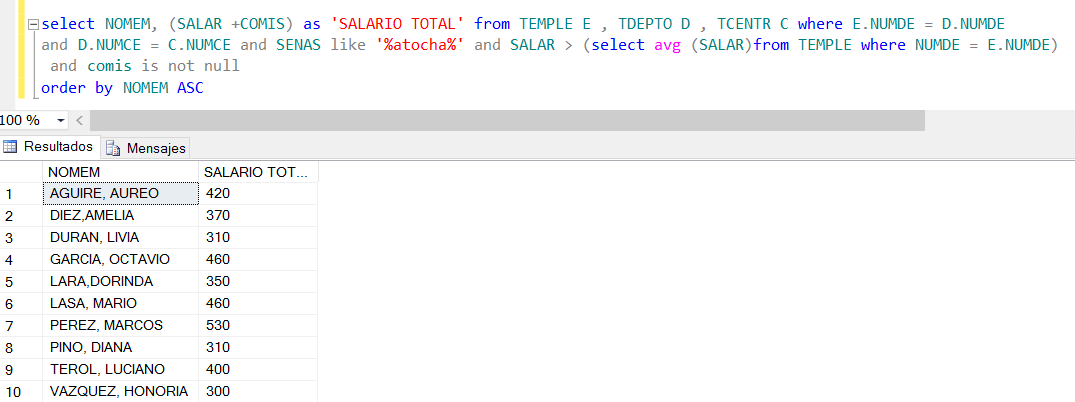 select NOMEM, (SALAR +COMIS) as 'SALARIO TOTAL' from TEMPLE E , TDEPTO D , TCENTR C where E.NUMDE = D.NUMDE
and D.NUMCE = C.NUMCE and SENAS like '%atocha%' and SALAR > (select avg (SALAR)from TEMPLE where NUMDE = E.NUMDE)
and comis is not null
order by NOMEM ASC
100 %
Resultados Mensajes
NOMEM SALARIO TOT...
1 AGUIRE, AUREO 420
2 DIEZ,AMELIA 370
3 DURAN, LIVIA 310
4 GARCIA, OCTAVIO 460
5 LARA,DORINDA 350
6 LASA, MARIO 460
7 PEREZ, MARCOS 530
8 PINO, DIANA 310
9 TEROL, LUCIANO 400
10 VAZQUEZ, HONORIA 300